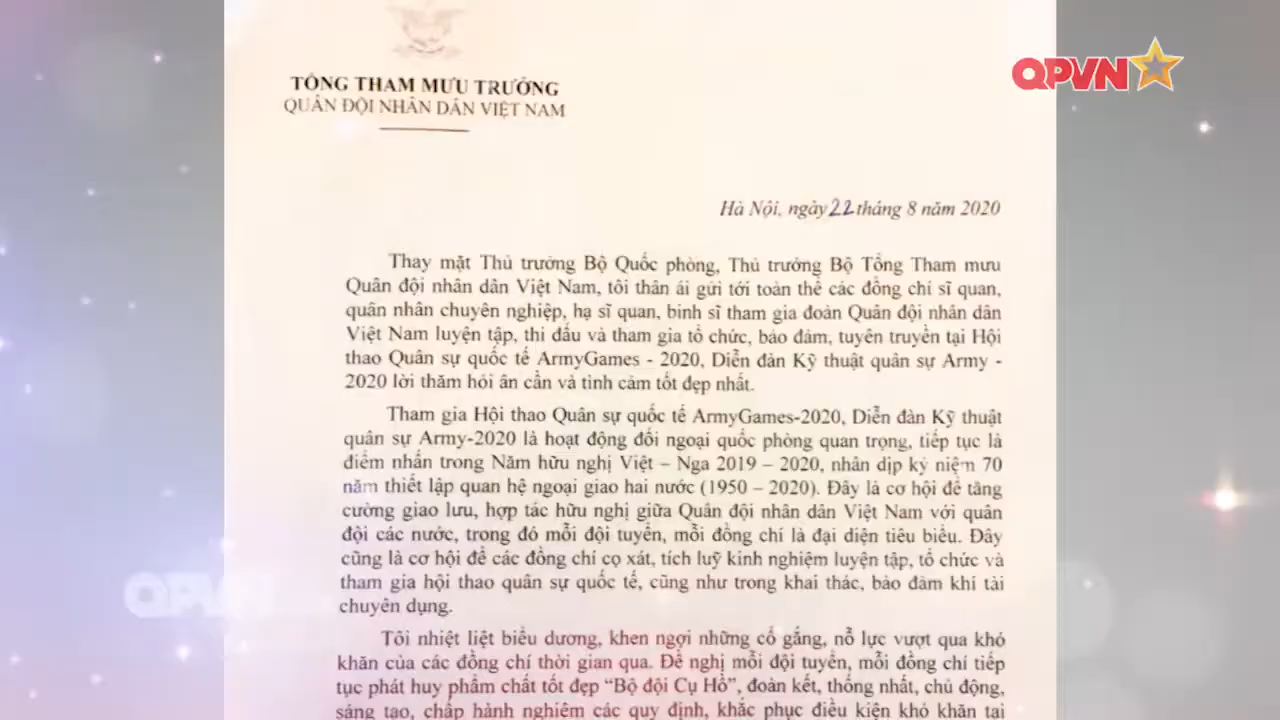 QPVN
TỔNG THAM MƯU TRƯỞNG
QUÂN ĐỘI NHÂN DÂN VIỆT NAM
Hà Nội, ngày 22 tháng 8 năm 2020
Thay mặt Thủ trưởng Bộ Quốc phòng, Thủ trưởng Bộ Tổng Tham mưu
Quân đội nhân dân Việt Nam, tôi thân ái gửi tới toàn thể các đồng chí sĩ quan,
quân nhân chuyên nghiệp, hạ sĩ quan, binh sĩ tham gia đoàn Quân đội nhân dân
Việt Nam luyện tập, thi đấu và tham gia tổ chức, bảo đảm, tuyên truyền tại Hội
thao Quân sự quốc tế ArmyGames - 2020, Diễn đàn Kỹ thuật quân sự Army -
2020 lời thăm hỏi ân cần và tình cảm tốt đẹp nhất.
Tham gia Hội thao Quân sự quốc tế ArmyGames-2020, Diễn đàn Kỹ thuật
quân sự Army-2020 là hoạt động đối ngoại quốc phòng quan trọng, tiếp tục là
điểm nhấn trong Năm hữu nghị Việt – Nga 2019 – 2020, nhân dịp kỷ niệm 70
năm thiết lập quan hệ ngoại giao hai nước (1950 – 2020). Đây là cơ hội để tăng
cường giao lưu, hợp tác hữu nghị giữa Quân đội nhân dân Việt Nam với quân
đội các nước, trong đó mỗi đội tuyển, mỗi đồng chí là đại diện tiêu biểu. Đây
cũng là cơ hội để các đồng chí cọ xát, tích luỹ kinh nghiệm luyện tập, tổ chức và
tham gia hội thao quân sự quốc tế, cũng như trong khai thác, bảo đảm khí tài
chuyên dụng.
QPVN
Tôi nhiệt liệt biểu dương, khen ngợi những cố gắng, nỗ lực vượt qua khó
khăn của các đồng chí thời gian qua. Đề nghị mỗi đội tuyển, mỗi đồng chí tiếp
tục phát huy phẩm chất tốt đẹp “Bộ đội Cụ Hồ”, đoàn kết, thống nhất, chủ động,
sáng tạo, chấp hành nghiêm các quy định, khắc phục điều kiện khó khăn tại